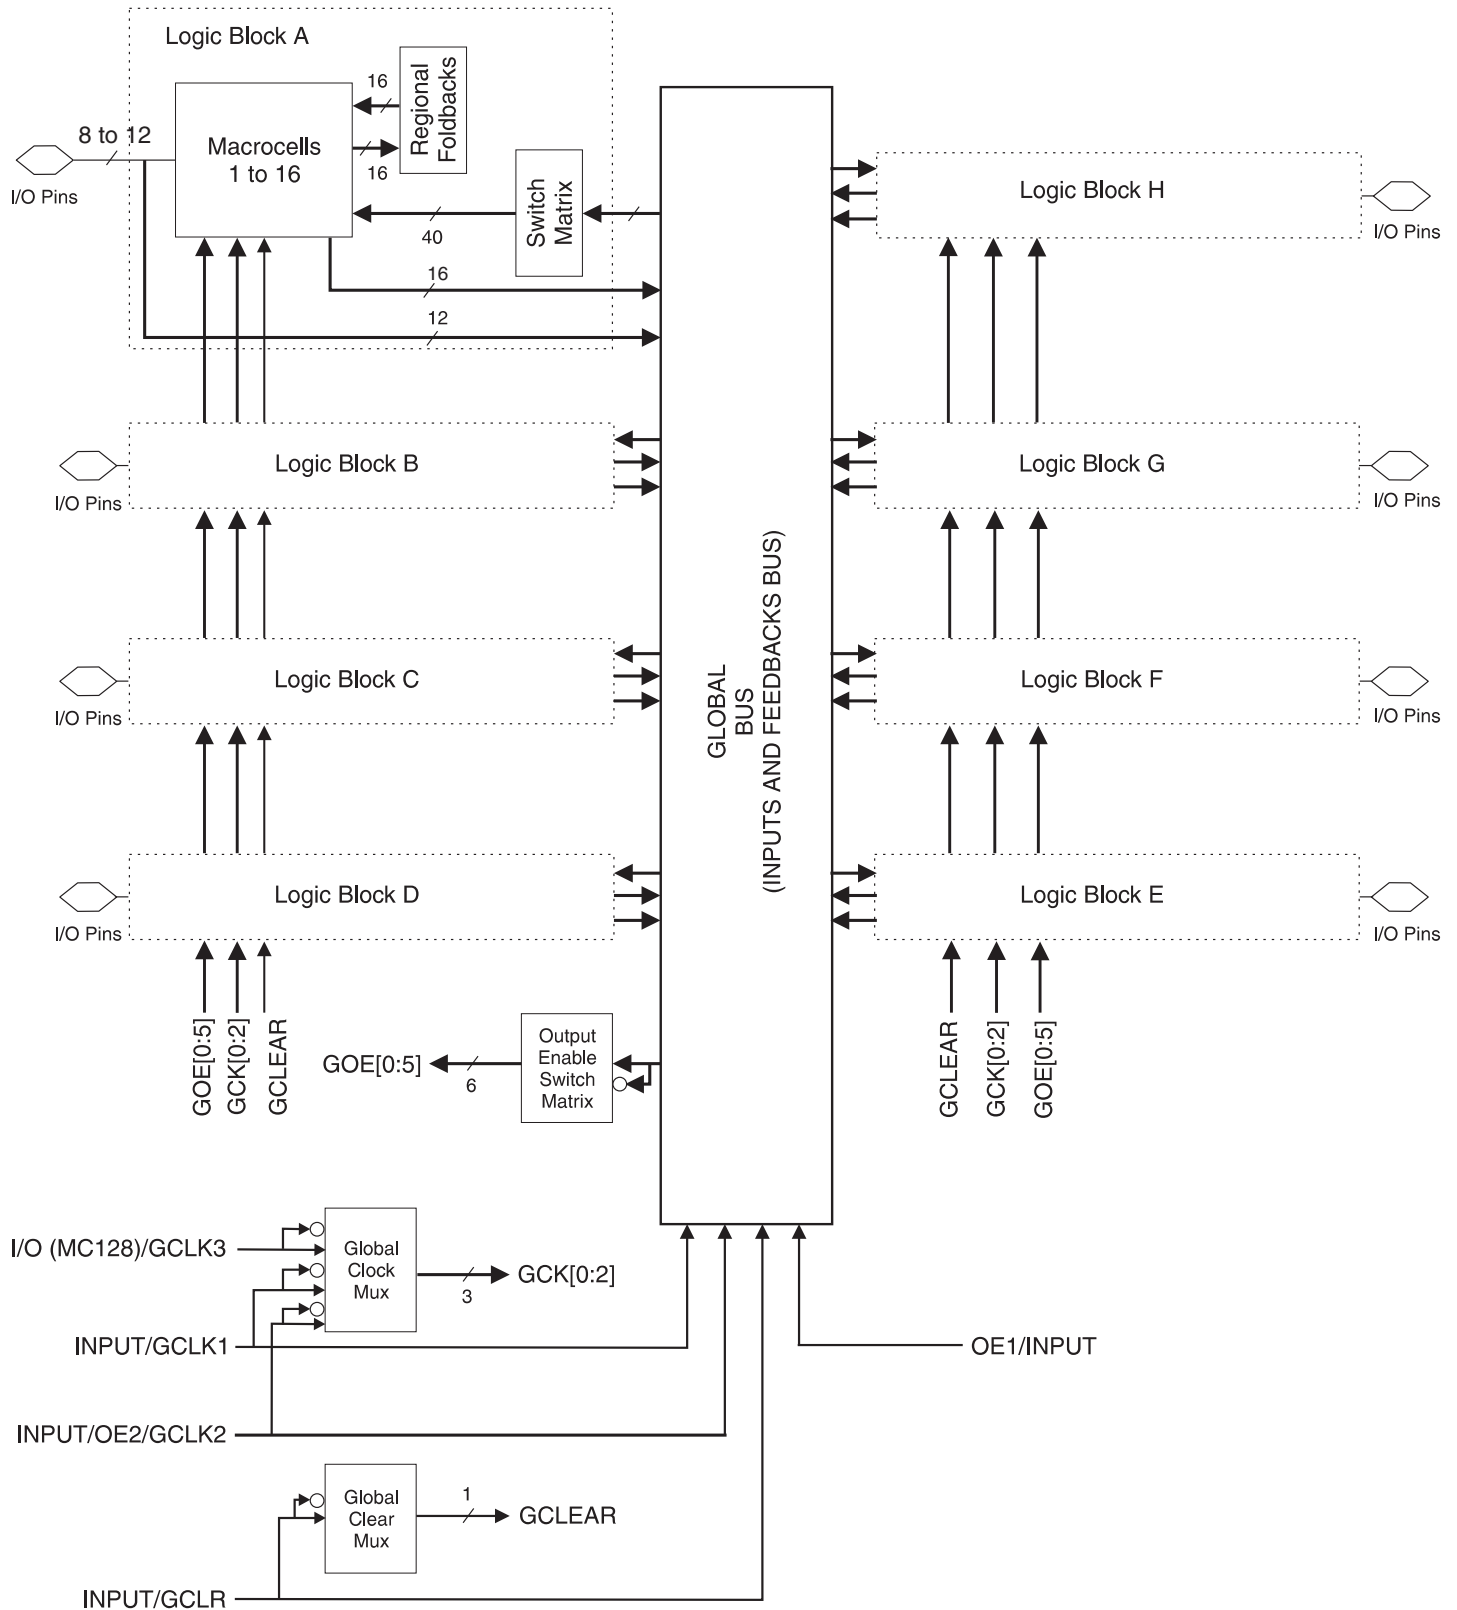 Logic Block A
8 to 12
I/O Pins
Macrocells
1 to 16
16
16
Regional
Foldbacks
40
Switch
Matrix
16
12
Logic Block H
I/O Pins
Logic Block B
I/O Pins
Logic Block G
I/O Pins
Logic Block C
I/O Pins
Logic Block F
I/O Pins
GLOBAL
BUS
(INPUTS AND FEEDBACKS BUS)
Logic Block D
I/O Pins
Logic Block E
I/O Pins
GOE[0:5]
GCK[0:2]
GCLEAR
GOE[0:5]
6
Output
Enable
Switch
Matrix
GCLEAR
GCK[0:2]
GOE[0:5]
I/O (MC128)/GCLK3
Global
Clock
Mux
3
GCK[0:2]
INPUT/GCLK1
OE1/INPUT
INPUT/OE2/GCLK2
Global
Clear
Mux
1
GCLEAR
INPUT/GCLR